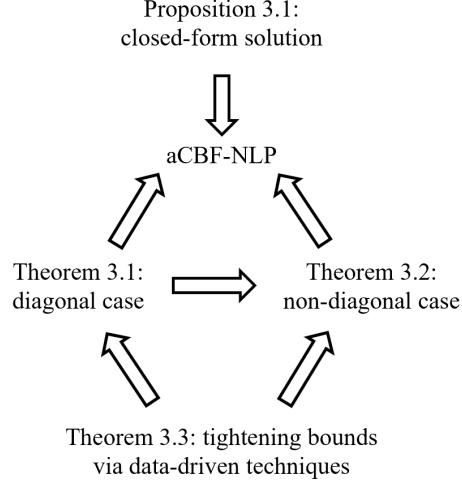 Proposition 3.1:
closed-form solution
aCBF-NLP
Theorem 3.1:
diagonal case
Theorem 3.2:
non-diagonal case
Theorem 3.3: tightening bounds
via data-driven techniques